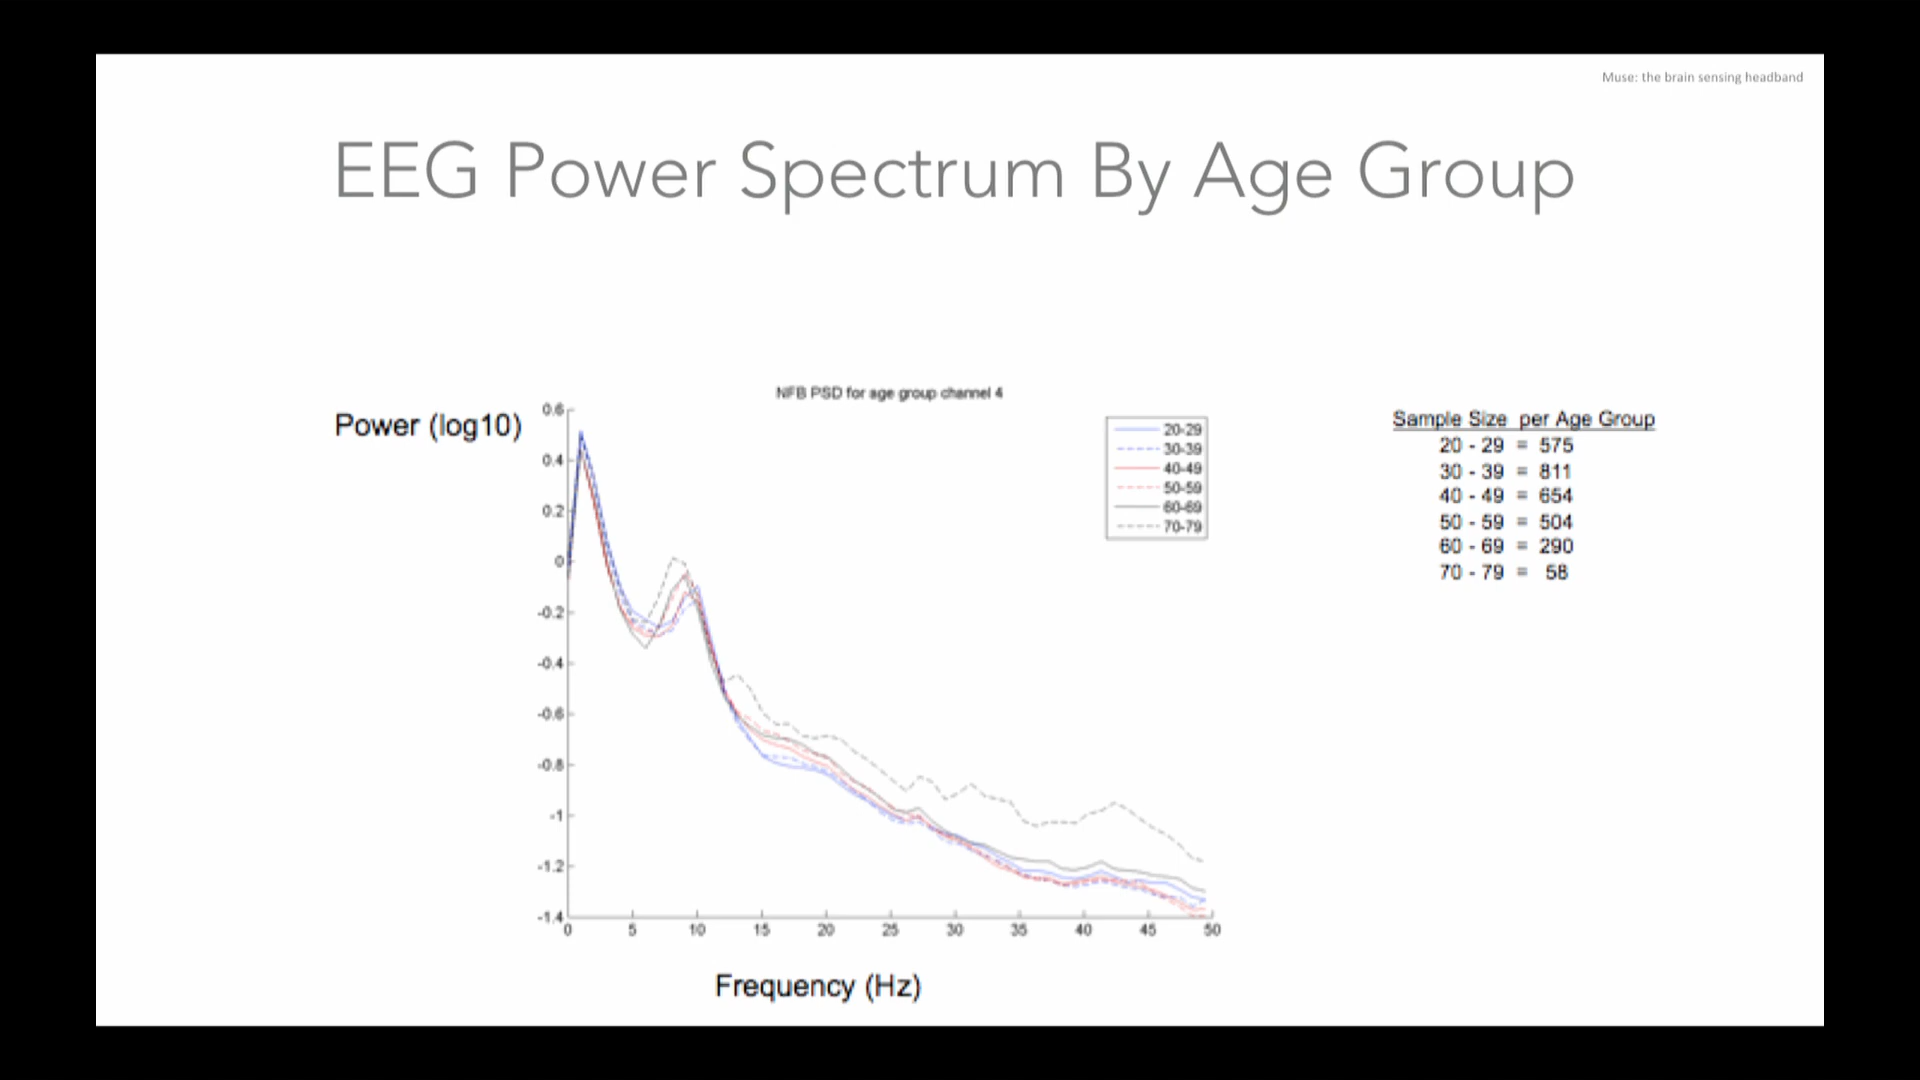 Muse: the brain sensing headband
EEG Power Spectrum By Age Group
NFB PSD for age group channel 4
Power (log10)
0.6
0.4
0.2
0
-0.2
-0.4
-0.6
-0.8
-1
-1.2
-1.4
0 5 10 15 20 25 30 35 40 45 50
Frequency (Hz)
20-29
30-39
40-49
50-59
60-69
70-79
Sample Size per Age Group
20 - 29 = 575
30 - 39 = 811
40 - 49 = 654
50 - 59 = 504
60 - 69 = 290
70 - 79 = 58